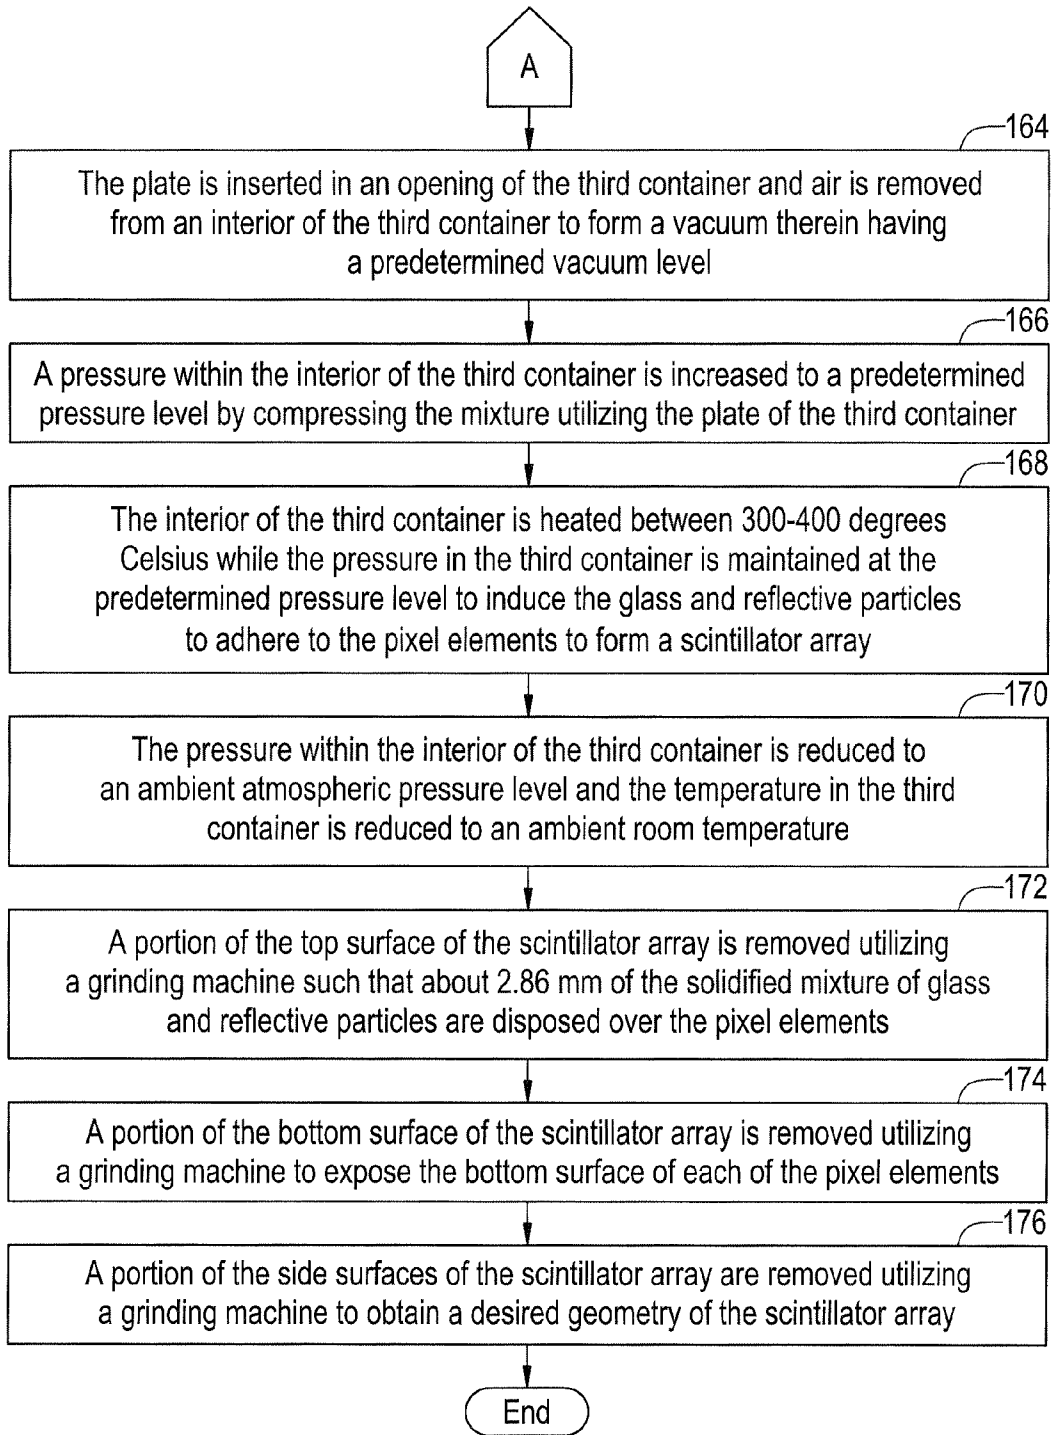 A
164
The plate is inserted in an opening of the third container and air is removed
from an interior of the third container to form a vacuum therein having
a predetermined vacuum level
166
A pressure within the interior of the third container is increased to a predetermined
pressure level by compressing the mixture utilizing the plate of the third container
168
The interior of the third container is heated between 300-400 degrees
Celsius while the pressure in the third container is maintained at the
predetermined pressure level to induce the glass and reflective particles
to adhere to the pixel elements to form a scintillator array
170
The pressure within the interior of the third container is reduced to
an ambient atmospheric pressure level and the temperature in the third
container is reduced to an ambient room temperature
172
A portion of the top surface of the scintillator array is removed utilizing
a grinding machine such that about 2.86 mm of the solidified mixture of glass
and reflective particles are disposed over the pixel elements
174
A portion of the bottom surface of the scintillator array is removed utilizing
a grinding machine to expose the bottom surface of each of the pixel elements
176
A portion of the side surfaces of the scintillator array are removed utilizing
a grinding machine to obtain a desired geometry of the scintillator array
End